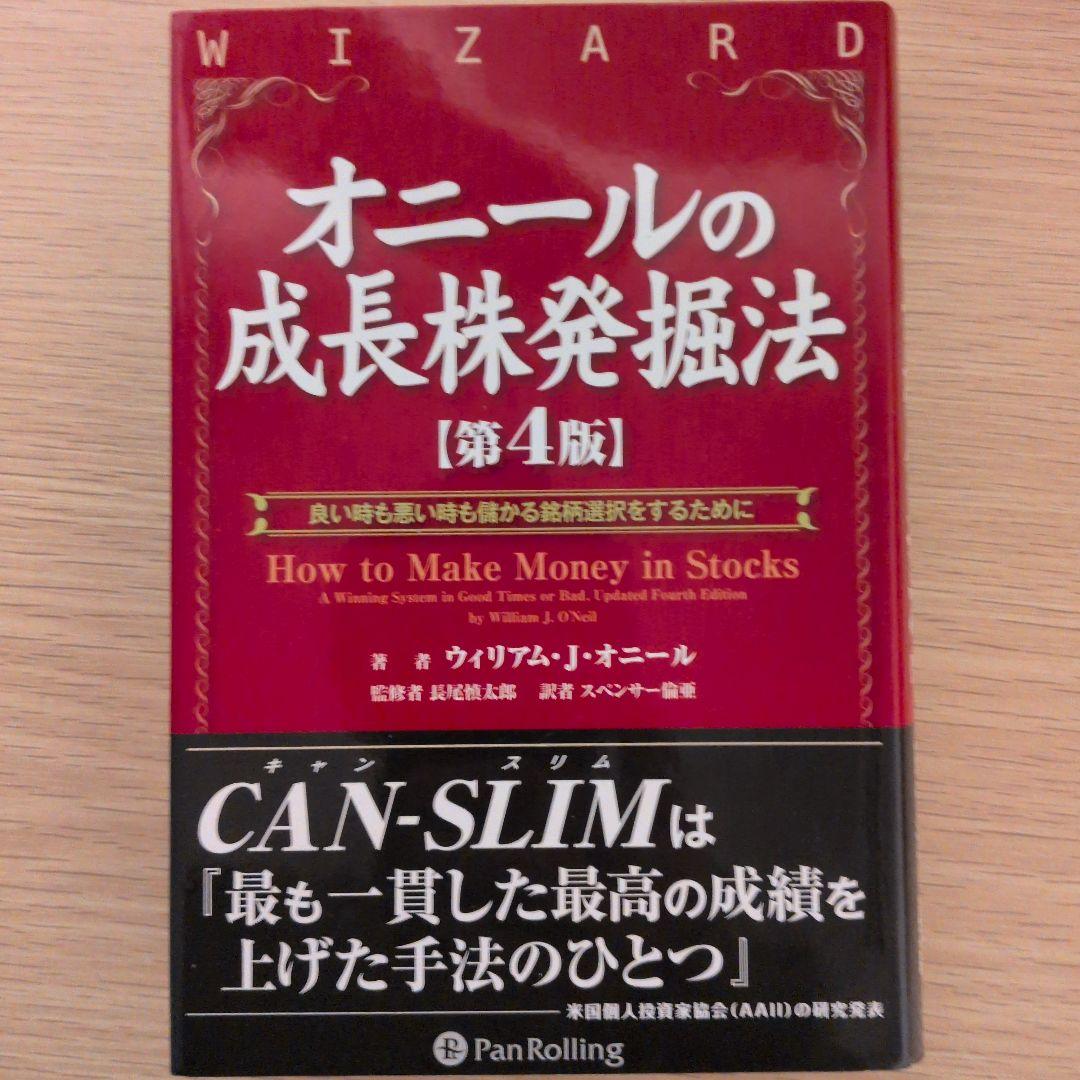 WIZARD
オニールの
成長株発掘法
【第4版】
良い時も悪い時も儲かる銘柄選択をするために
How to Make Money in Stocks
A Winning System in Good Times or Bad, Updated Fourth Edition
by William J. O'Neil
著 者 ウィリアム・J・オニール
監修者 長尾慎太郎 訳者 スペンサー倫亜
キャン スリム
CAN-SLIMは
『最も一貫した最高の成績を
上げた手法のひとつ』
米国個人投資家協会(AAII)の研究発表
PanRolling